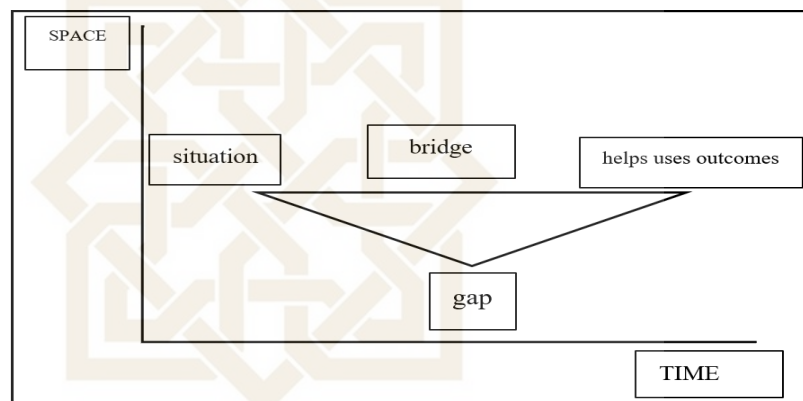 SPACE
situation
bridge
helps uses outcomes
gap
TIME